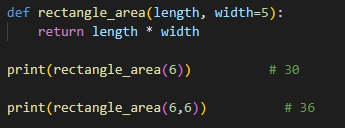 def rectangle_area(length, width=5):
    return length * width
print(rectangle_area(6))          # 30
print(rectangle_area(6,6))          # 36